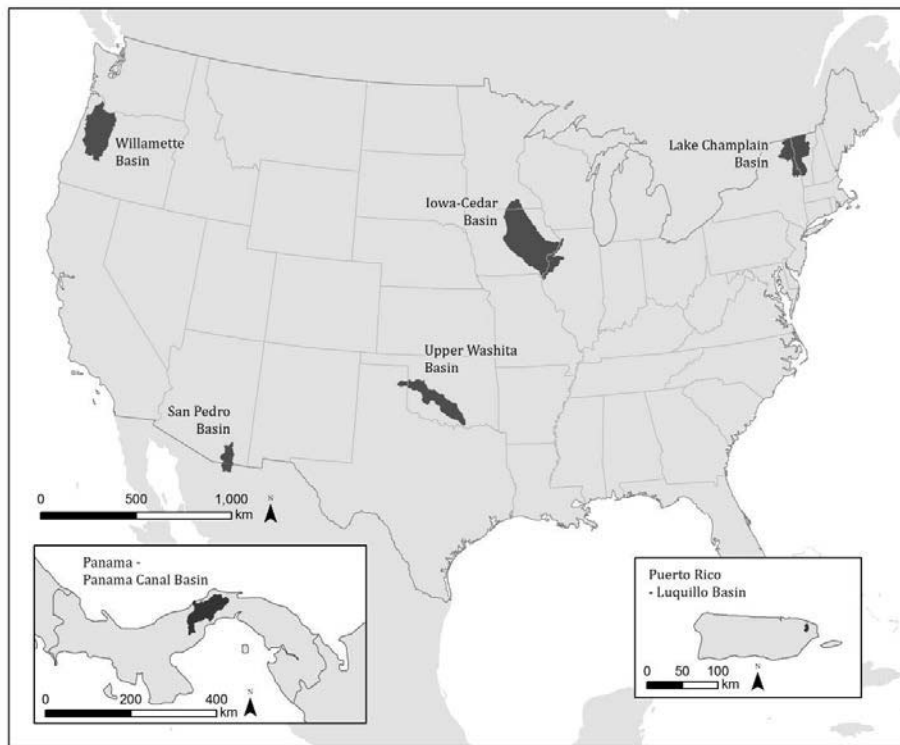 Willamette
Basin
Lake Champlain
Basin
Iowa-Cedar
Basin
Upper Washita
Basin
San Pedro
Basin
0 500 1,000
km
N
Panama -
Panama Canal Basin
0 200 400
km
N
Puerto Rico
- Luquillo Basin
0 50 100
km
N